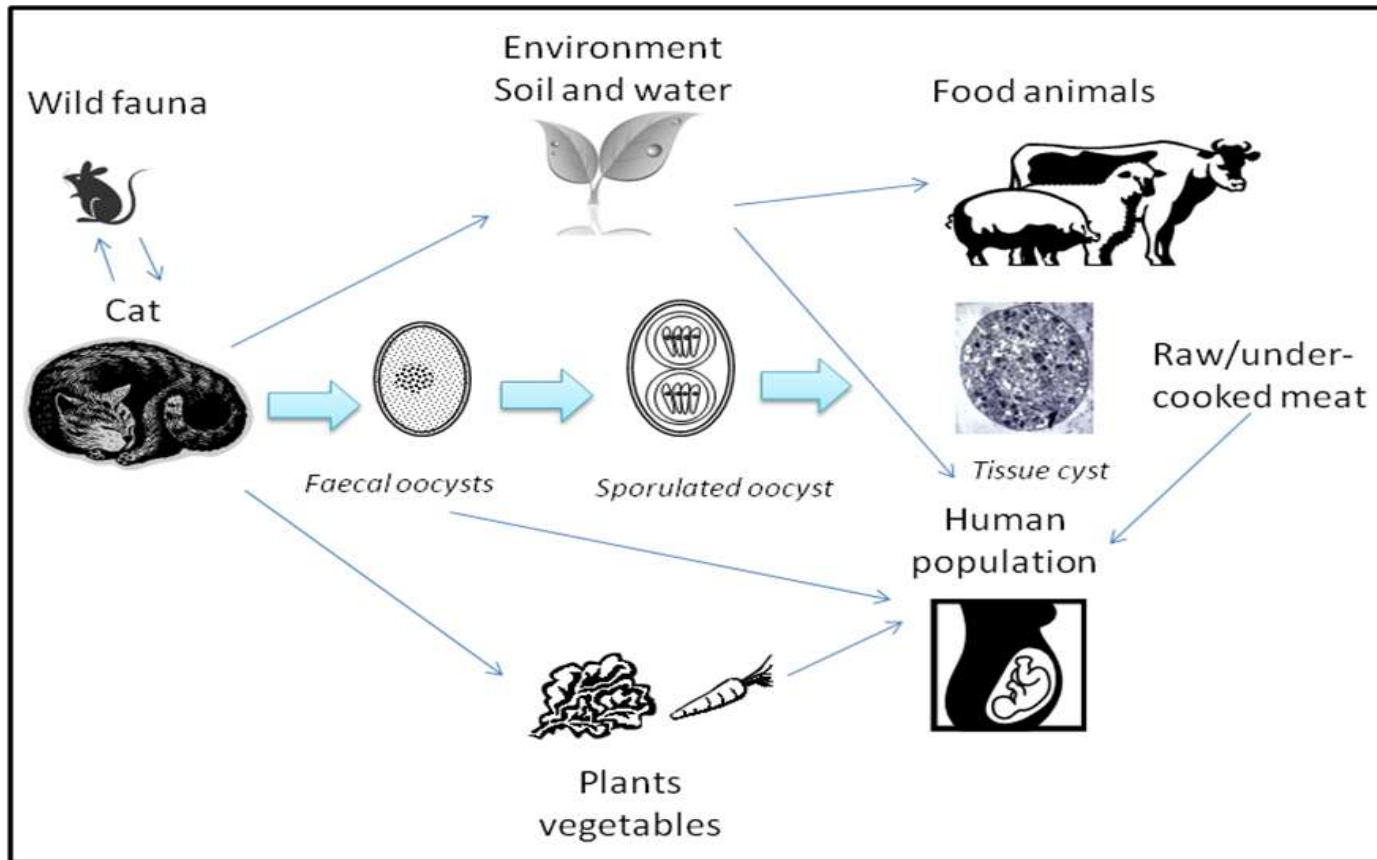 Environment
Soil and water
Wild fauna
Food animals
Cat
Raw/under-
cooked meat
Faecal oocysts
Sporulated oocyst
Tissue cyst
Human
population
Plants
vegetables